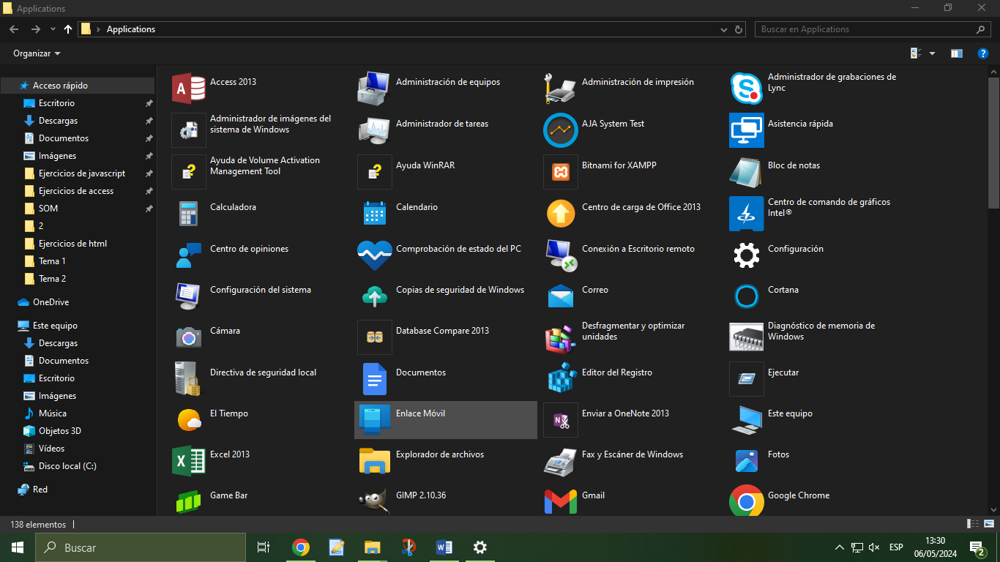 Applications
Applications
Buscar en Applications
Organizar
?
Acceso rápido
Escritorio
Descargas
Documentos
Imágenes
Ejercicios de javascript
Ejercicios de access
SOM
2
Ejercicios de html
Tema 1
Tema 2
OneDrive
Este equipo
Descargas
Documentos
Escritorio
Imágenes
Música
Objetos 3D
Vídeos
Disco local (C:)
Red
Access 2013
Administración de equipos
Administración de impresión
Administrador de grabaciones de
Lync
Administrador de imágenes del
sistema de Windows
Administrador de tareas
AJA System Test
Asistencia rápida
Ayuda de Volume Activation
Management Tool
Ayuda WinRAR
Bitnami for XAMPP
Bloc de notas
Calculadora
Calendario
Centro de carga de Office 2013
Centro de comando de gráficos
Intel®
Centro de opiniones
Comprobación de estado del PC
Conexión a Escritorio remoto
Configuración
Configuración del sistema
Copias de seguridad de Windows
Correo
Cortana
Cámara
Database Compare 2013
Desfragmentar y optimizar
unidades
Diagnóstico de memoria de
Windows
Directiva de seguridad local
Documentos
Editor del Registro
Ejecutar
El Tiempo
Enlace Móvil
Enviar a OneNote 2013
Este equipo
Excel 2013
Explorador de archivos
Fax y Escáner de Windows
Fotos
Game Bar
GIMP 2.10.36
Gmail
Google Chrome
138 elementos
Buscar
ESP
13:30
06/05/2024
2